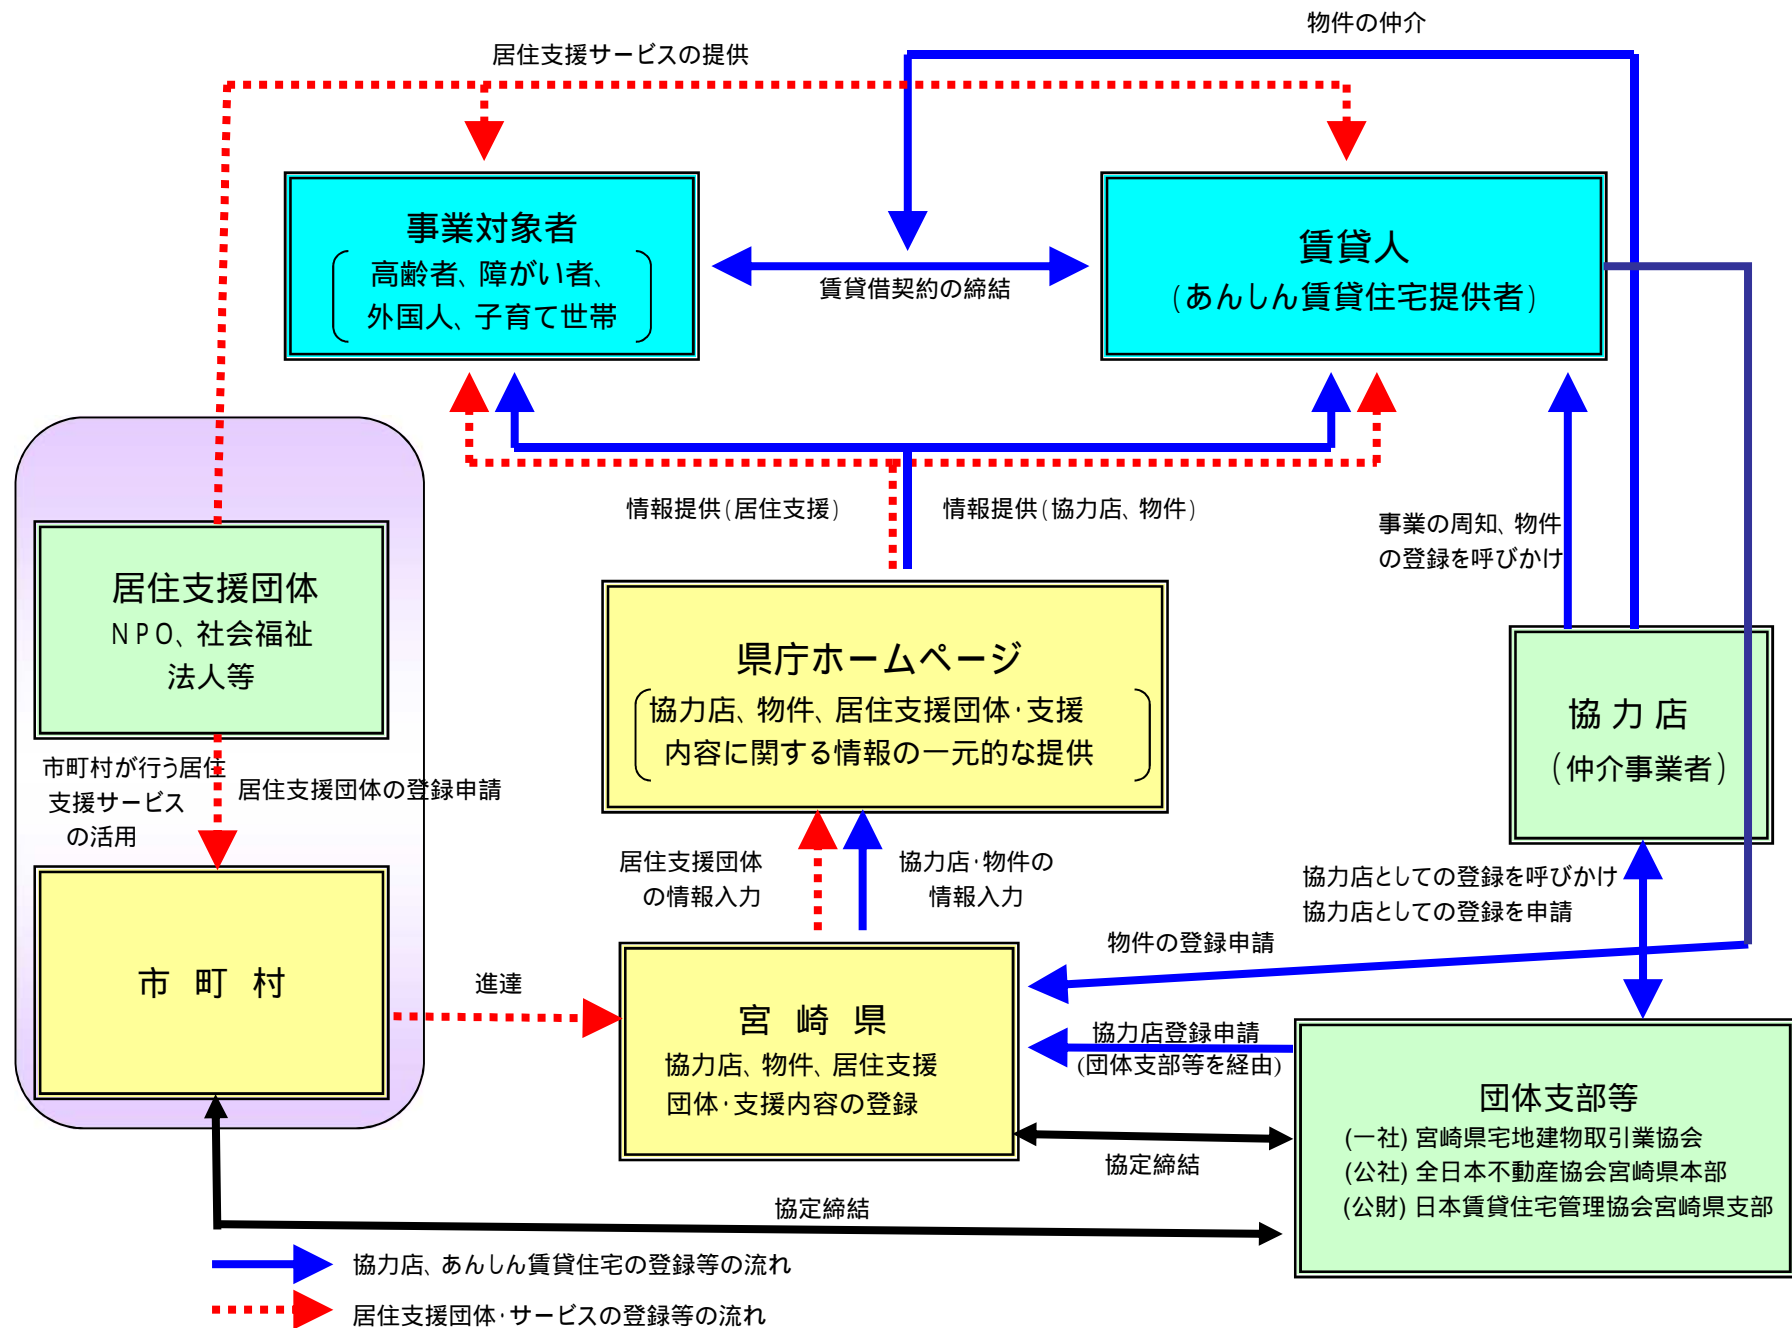 物件の仲介
居住支援サービスの提供
事業対象者
高齢者、障がい者、
外国人、子育て世帯
賃貸借契約の締結
賃貸人
(あんしん賃貸住宅提供者)
情報提供(居住支援)
情報提供(協力店、物件)
事業の周知、物件
の登録を呼びかけ
居住支援団体
NPO、社会福祉
法人等
県庁ホームページ
協力店、物件、居住支援団体・支援
内容に関する情報の一元的な提供
協力店
(仲介事業者)
市町村が行う居住
支援サービス
の活用
居住支援団体の登録申請
居住支援団体
の情報入力
協力店・物件の
情報入力
協力店としての登録を呼びかけ
協力店としての登録を申請
物件の登録申請
市町村
進達
宮崎県
協力店、物件、居住支援
団体・支援内容の登録
協力店登録申請
(団体支部等を経由)
団体支部等
(一社) 宮崎県宅地建物取引業協会
(公社) 全日本不動産協会宮崎県本部
(公財) 日本賃貸住宅管理協会宮崎県支部
協定締結
協定締結
協力店、あんしん賃貸住宅の登録等の流れ
居住支援団体・サービスの登録等の流れ